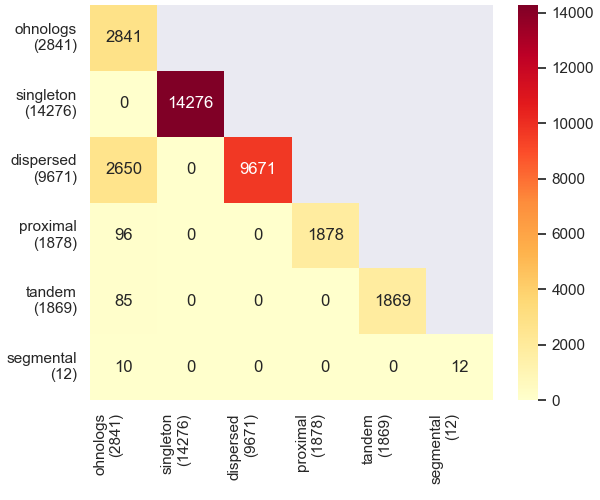 ohnologs
(2841)
2841
singleton
(14276)
0 14276
dispersed
(9671)
2650 0 9671
proximal
(1878)
96 0 0 1878
tandem
(1869)
85 0 0 0 1869
segmental
(12)
10 0 0 0 0 12
ohnologs
(2841)
singleton
(14276)
dispersed
(9671)
proximal
(1878)
tandem
(1869)
segmental
(12)
14000
12000
10000
8000
6000
4000
2000
0